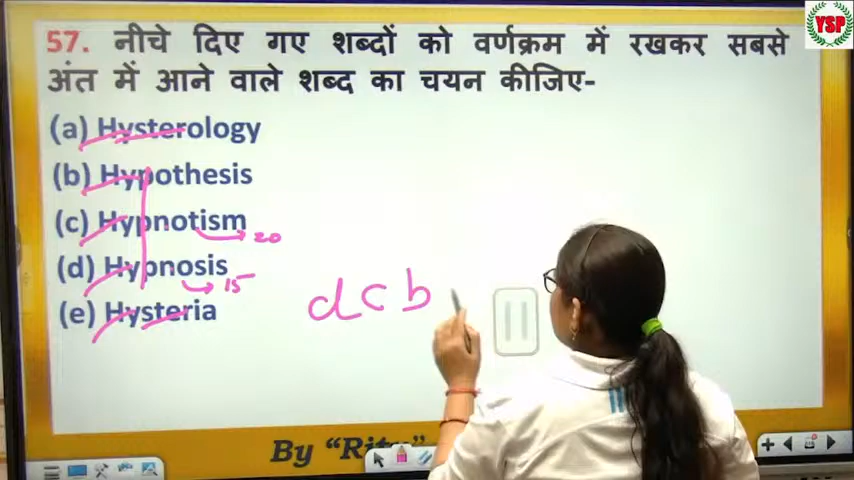 YSP
57. नीचे दिए गए शब्दों को वर्णक्रम में रखकर सबसे
अंत में आने वाले शब्द का चयन कीजिए-
(a) Hysterology
(b) Hypothesis
(c) Hypnotism
20
(d) Hypnosis
15
(e) Hysteria
d c b
By